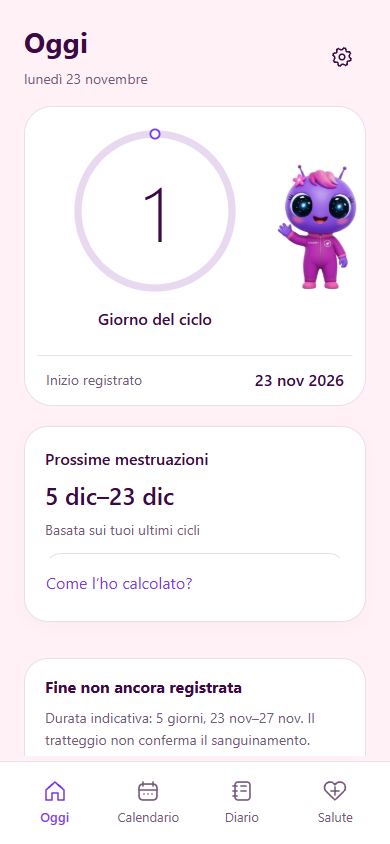 Oggi
lunedì 23 novembre
1
Giorno del ciclo
Inizio registrato
23 nov 2026
Prossime mestruazioni
5 dic–23 dic
Basata sui tuoi ultimi cicli
Come l’ho calcolato?
Fine non ancora registrata
Durata indicativa: 5 giorni, 23 nov–27 nov. Il
tratteggio non conferma il sanguinamento.
Oggi
Calendario
Diario
Salute